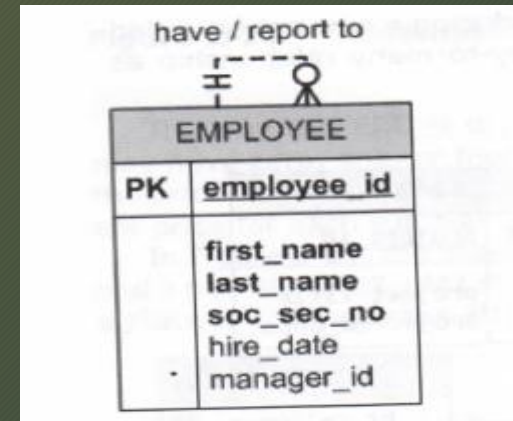 have / report to
EMPLOYEE
PK employee_id
first_name
last_name
soc_sec_no
hire_date
manager_id